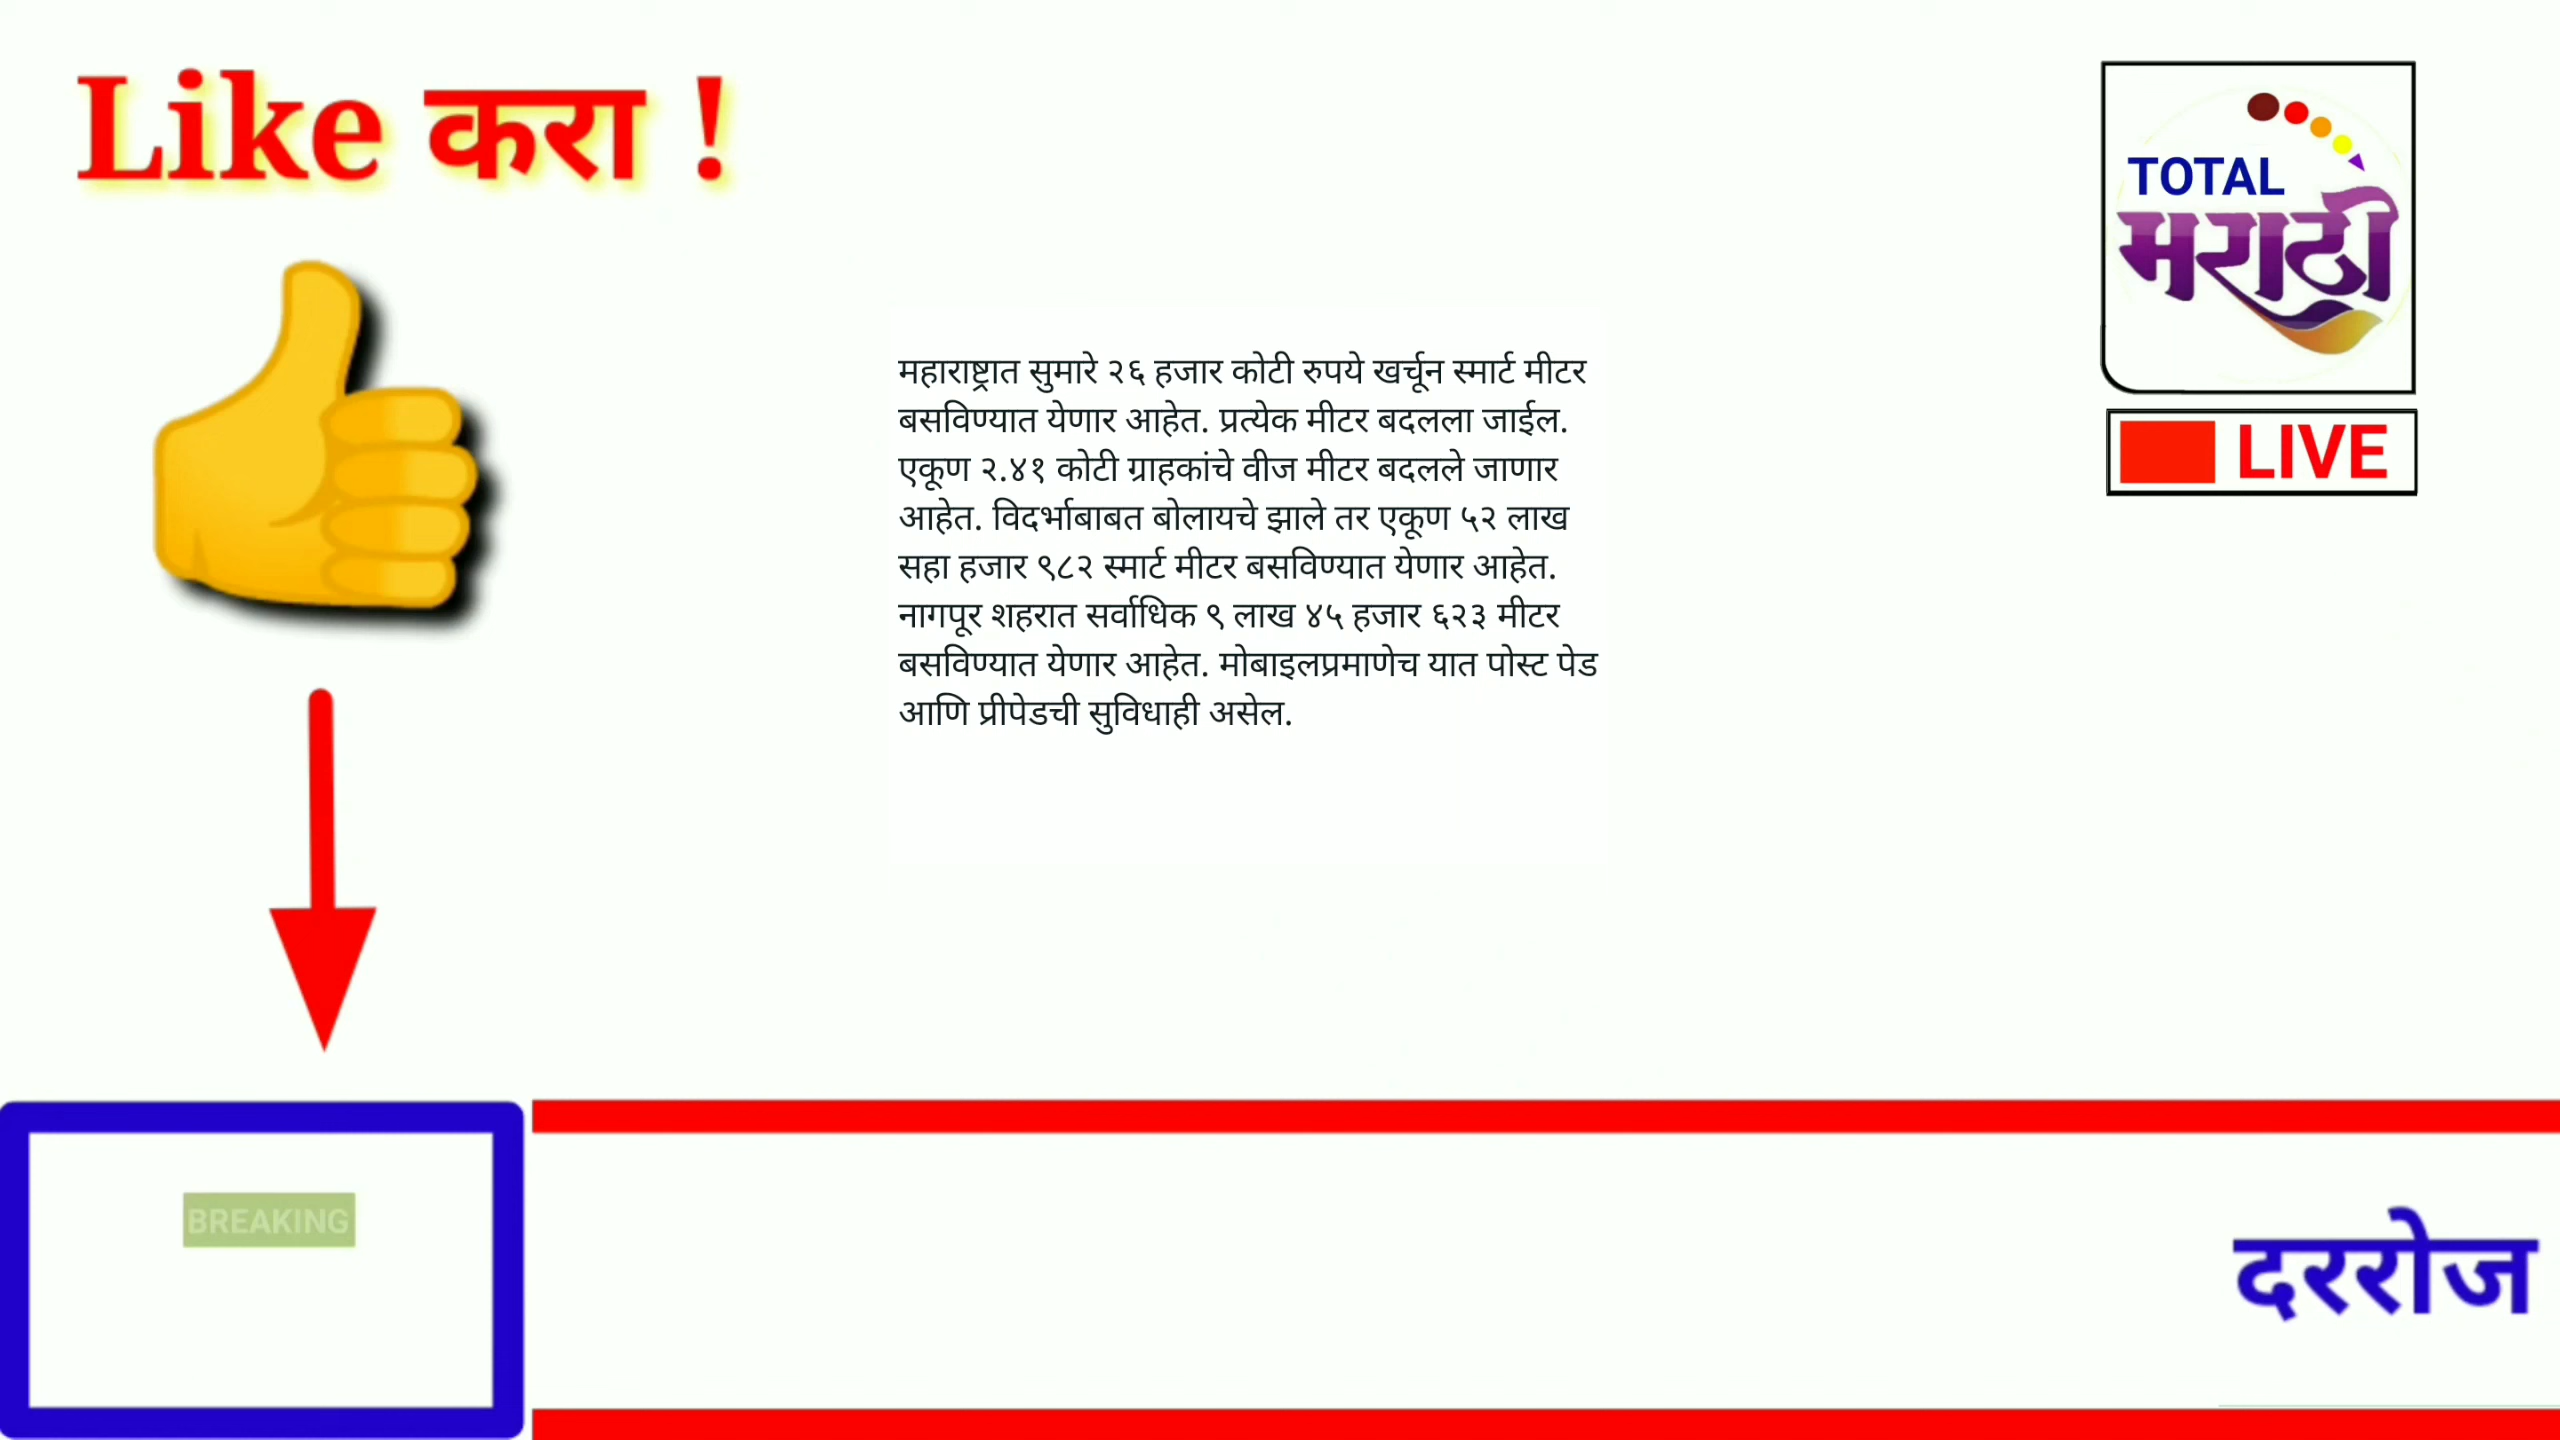 Like करा !
TOTAL
मराठी
LIVE
महाराष्ट्रात सुमारे २६ हजार कोटी रुपये खर्चून स्मार्ट मीटर
बसविण्यात येणार आहेत. प्रत्येक मीटर बदलला जाईल.
एकूण २.४१ कोटी ग्राहकांचे वीज मीटर बदलले जाणार
आहेत. विदर्भाबाबत बोलायचे झाले तर एकूण ५२ लाख
सहा हजार ९८२ स्मार्ट मीटर बसविण्यात येणार आहेत.
नागपूर शहरात सर्वाधिक ९ लाख ४५ हजार ६२३ मीटर
बसविण्यात येणार आहेत. मोबाइलप्रमाणेच यात पोस्ट पेड
आणि प्रीपेडची सुविधाही असेल.
BREAKING
दररोज